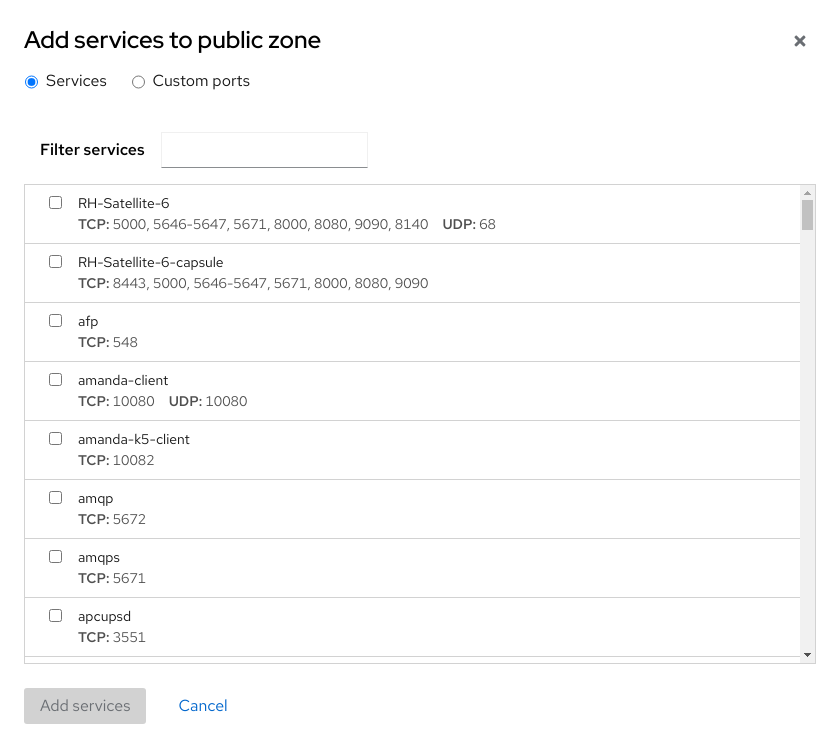 Add services to public zone
Services
Custom ports
Filter services
RH-Satellite-6
TCP: 5000, 5646-5647, 5671, 8000, 8080, 9090, 8140 UDP: 68
RH-Satellite-6-capsule
TCP: 8443, 5000, 5646-5647, 5671, 8000, 8080, 9090
afp
TCP: 548
amanda-client
TCP: 10080 UDP: 10080
amanda-k5-client
TCP: 10082
amqp
TCP: 5672
amqps
TCP: 5671
apcupsd
TCP: 3551
Add services
Cancel